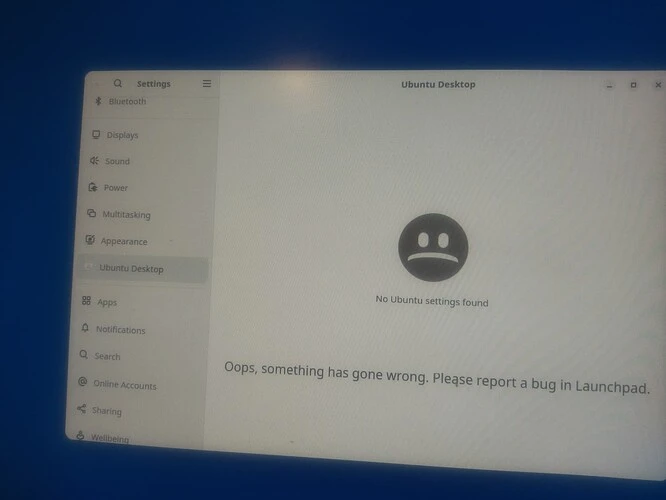 Settings
Ubuntu Desktop
Bluetooth
Displays
Sound
Power
Multitasking
Appearance
Ubuntu Desktop
Apps
Notifications
Search
Online Accounts
Sharing
Wellbeing
No Ubuntu settings found
Oops, something has gone wrong. Please report a bug in Launchpad.